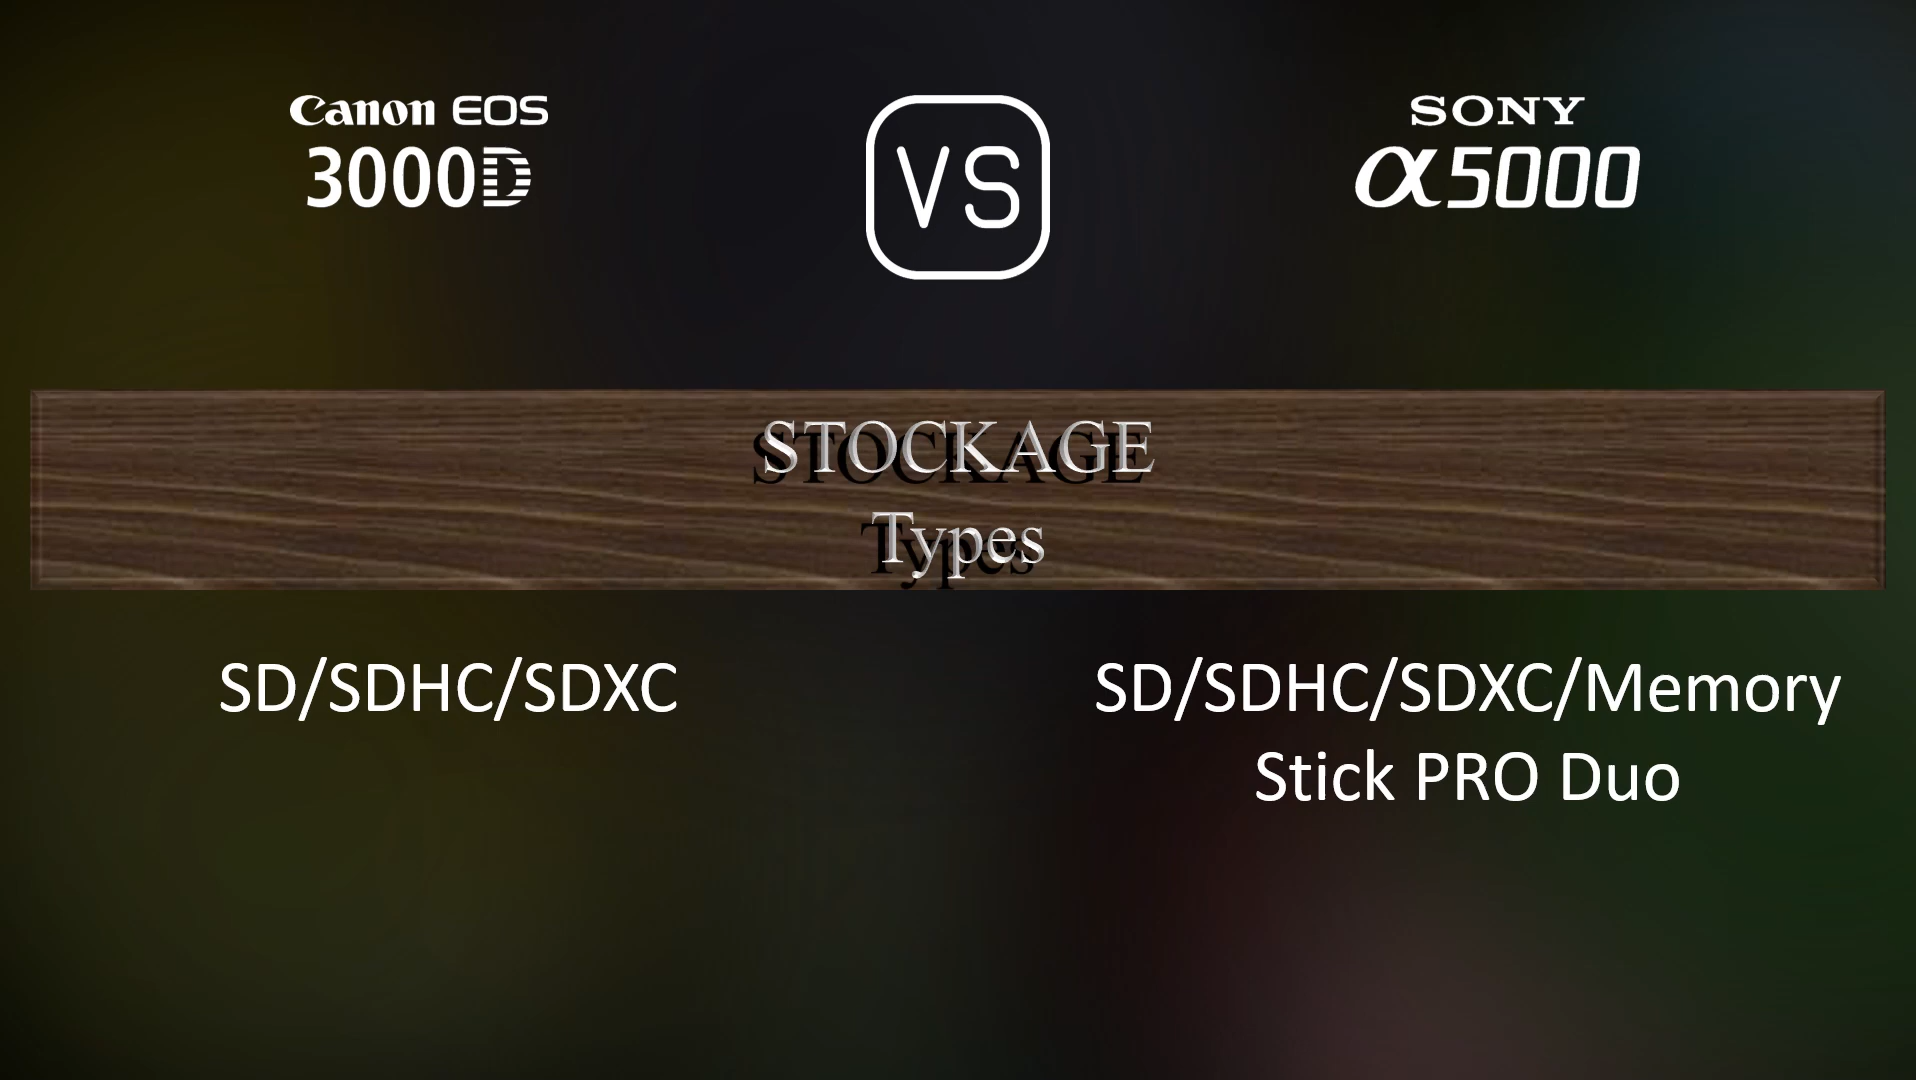 Canon EOS
3000D
VS
SONY
α5000
STOCKAGE
Types
SD/SDHC/SDXC
SD/SDHC/SDXC/Memory
Stick PRO Duo